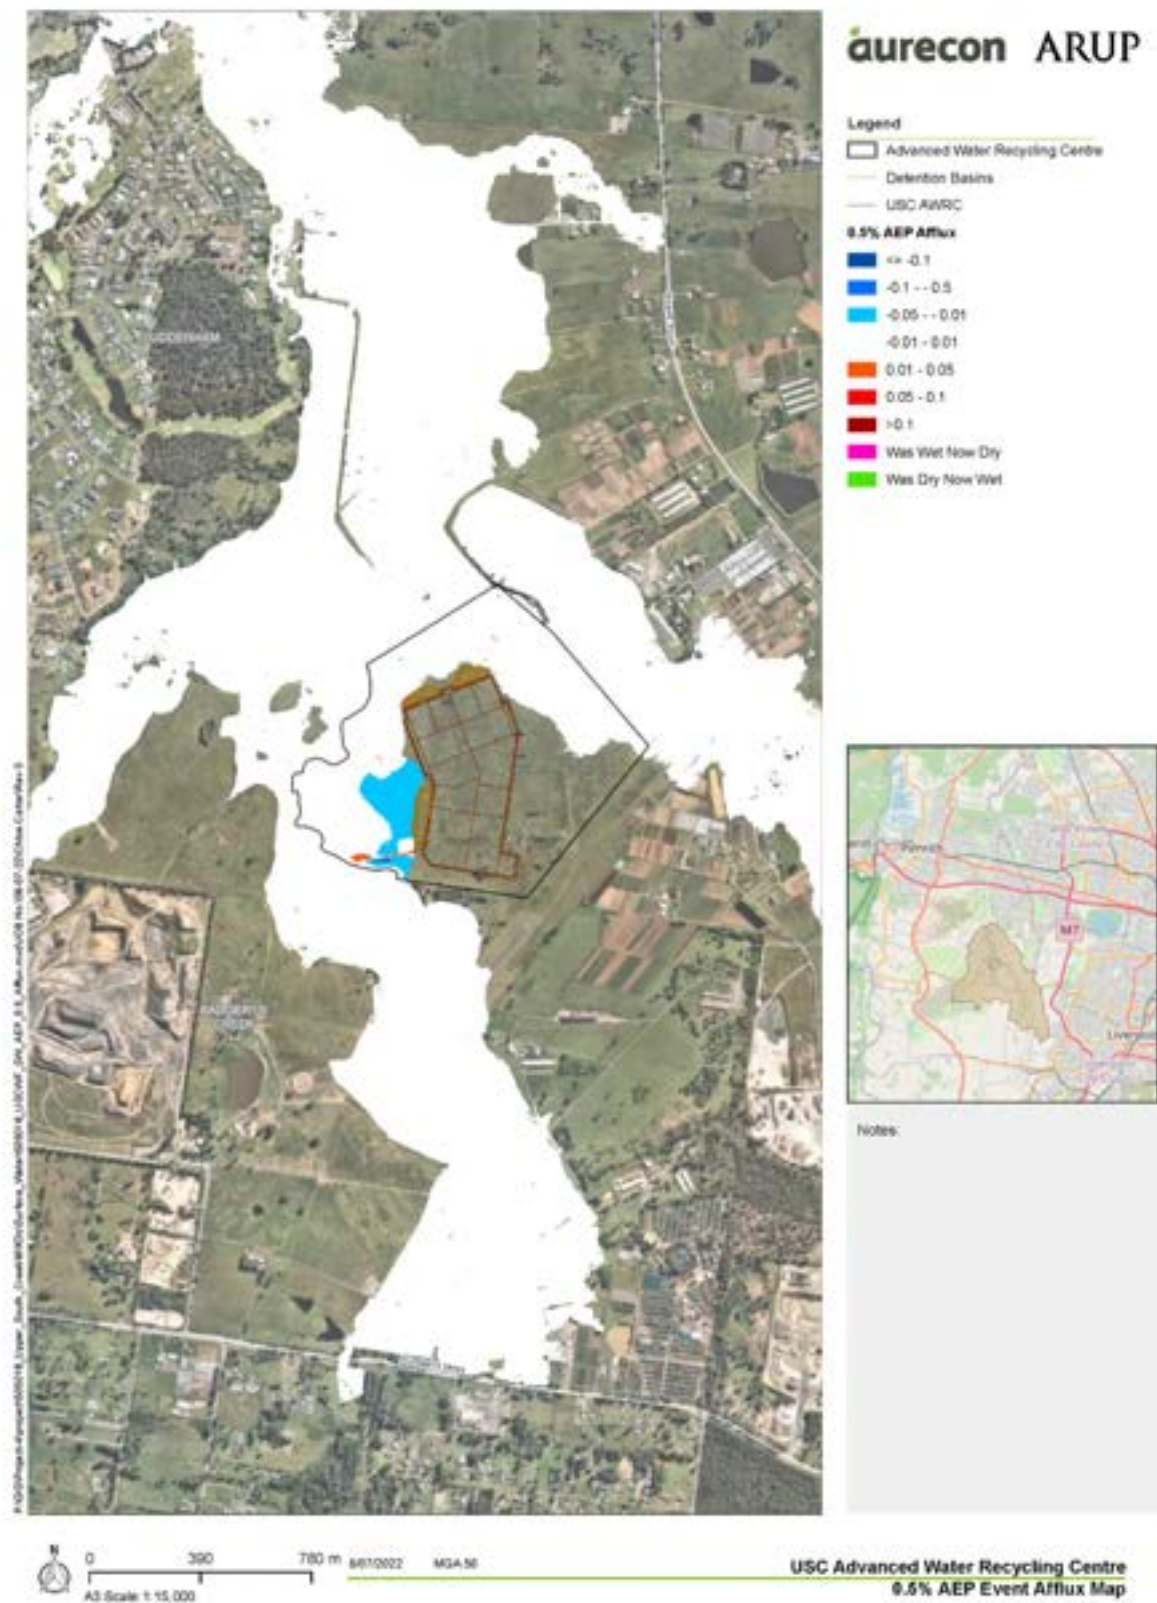 aurecon ARUP
Legend
Advanced Water Recycling Centre
Detention Basins
USC AWRC
0.5% AEP Afflux
<= -0.1
-0.1 - -0.5
-0.05 - -0.01
-0.01 - 0.01
0.01 - 0.05
0.05 - 0.1
>0.1
Was Wet Now Dry
Was Dry Now Wet
Penrith
M7
Notes:
N
0 390 780 m
A3 Scale 1:15,000
MGA 56
USC Advanced Water Recycling Centre
0.5% AEP Event Afflux Map